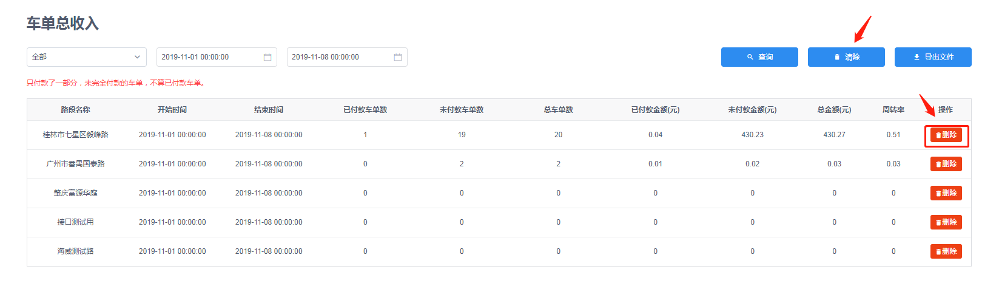 车单总收入
全部 2019-11-01 00:00:00 2019-11-08 00:00:00 查询 清除 导出文件
只付款了一部分，未完全付款的车单，不算已付款车单。
路段名称 开始时间 结束时间 已付款车单数 未付款车单数 总车单数 已付款金额(元) 未付款金额(元) 总金额(元) 周转率 操作
桂林市七星区毅峰路 2019-11-01 00:00:00 2019-11-08 00:00:00 1 19 20 0.04 430.23 430.27 0.51 删除
广州市番禺国泰路 2019-11-01 00:00:00 2019-11-08 00:00:00 0 2 2 0.01 0.02 0.03 0.03 删除
肇庆富源华庭 2019-11-01 00:00:00 2019-11-08 00:00:00 0 0 0 0 0 0 0 删除
接口测试用 2019-11-01 00:00:00 2019-11-08 00:00:00 0 0 0 0 0 0 0 删除
海威测试路 2019-11-01 00:00:00 2019-11-08 00:00:00 0 0 0 0 0 0 0 删除